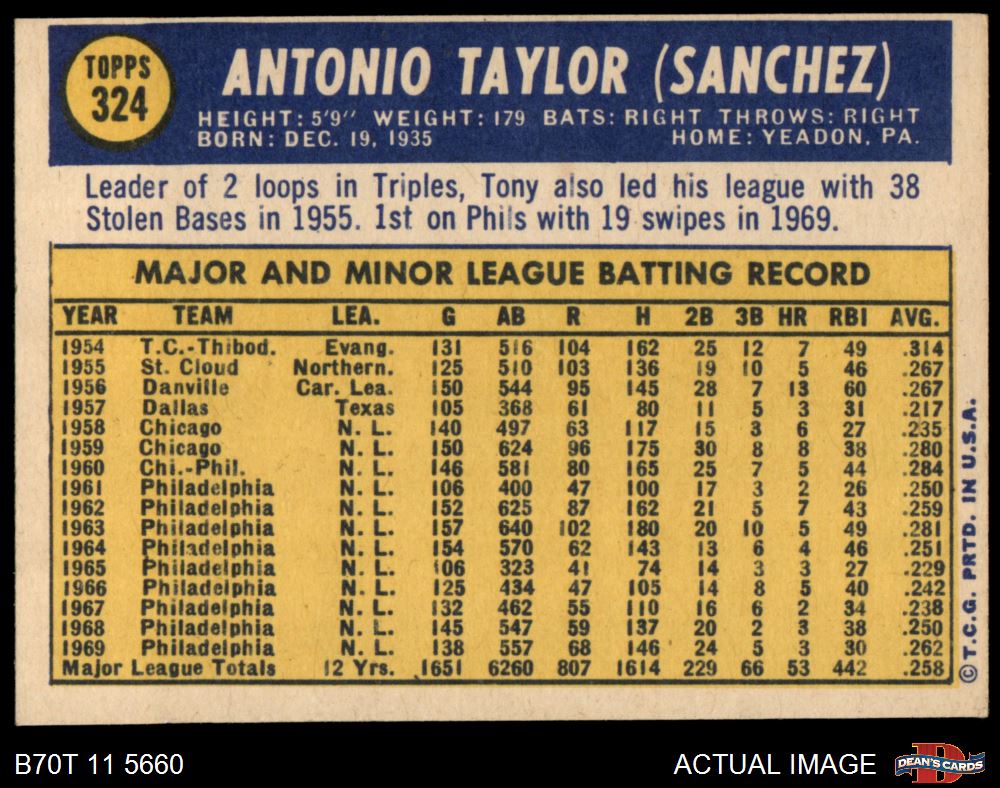 TOPPS
324
ANTONIO TAYLOR (SANCHEZ)
HEIGHT: 5'9" WEIGHT: 179 BATS: RIGHT THROWS: RIGHT
BORN: DEC. 19, 1935 HOME: YEADON, PA.
Leader of 2 loops in Triples, Tony also led his league with 38
Stolen Bases in 1955. 1st on Phils with 19 swipes in 1969.
MAJOR AND MINOR LEAGUE BATTING RECORD
YEAR TEAM LEA. G AB R H 2B 3B HR RBI AVG.
1954 T.C.-Thibod. Evang. 131 516 104 162 25 12 7 49 .314
1955 St. Cloud Northern. 125 510 103 136 19 10 5 46 .267
1956 Danville Car. Lea. 150 544 95 145 28 7 13 60 .267
1957 Dallas Texas 105 368 61 80 11 5 3 31 .217
1958 Chicago N. L. 140 497 63 117 15 3 6 27 .235
1959 Chicago N. L. 150 624 96 175 30 8 8 38 .280
1960 Chi.-Phil. N. L. 146 581 80 165 25 7 5 44 .284
1961 Philadelphia N. L. 106 400 47 100 17 3 2 26 .250
1962 Philadelphia N. L. 152 625 87 162 21 5 7 43 .259
1963 Philadelphia N. L. 157 640 102 180 20 10 5 49 .281
1964 Philadelphia N. L. 154 570 62 143 13 6 4 46 .251
1965 Philadelphia N. L. 106 323 41 74 14 3 3 27 .229
1966 Philadelphia N. L. 125 434 47 105 14 8 5 40 .242
1967 Philadelphia N. L. 132 462 55 110 16 6 2 34 .238
1968 Philadelphia N. L. 145 547 59 137 20 2 3 38 .250
1969 Philadelphia N. L. 138 557 68 146 24 5 3 30 .262
Major League Totals 12 Yrs. 1651 6260 807 1614 229 66 53 442 .258
© T.C.G. PRTD. IN U.S.A.
B70T 11 5660
ACTUAL IMAGE
D
DEAN'S CARDS